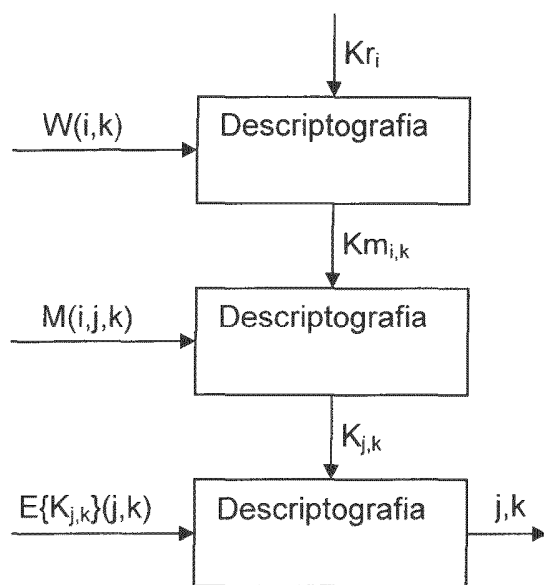 Kr_i
W(i,k)
Descriptografia
Km_i,k
M(i,j,k)
Descriptografia
K_j,k
E{K_j,k}(j,k)
Descriptografia
j,k